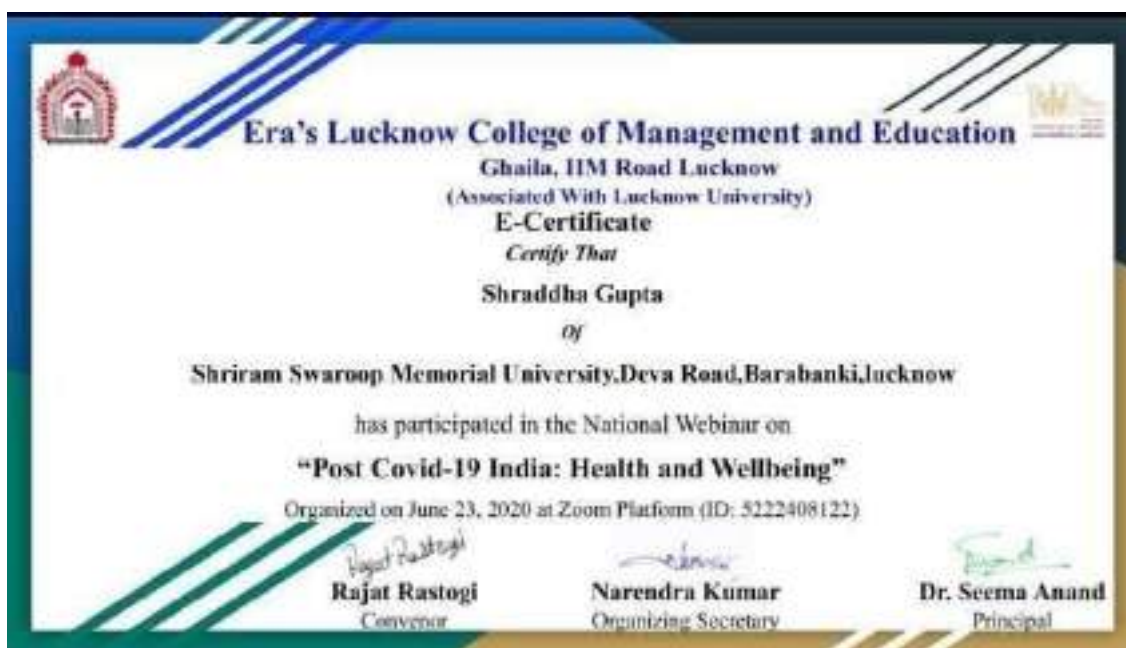 Era's Lucknow College of Management and Education
Ghaila, IIM Road Lucknow
(Associated With Lucknow University)
E-Certificate
Certify That
Shraddha Gupta
Of
Shriram Swaroop Memorial University,Deva Road,Barabanki,lucknow
has participated in the National Webinar on
“Post Covid-19 India: Health and Wellbeing”
Organized on June 23, 2020 at Zoom Platform (ID: 5222408122)
Rajat Rastogi
Rajat Rastogi Narendra Kumar Dr. Seema Anand
Convenor Organizing Secretary Principal